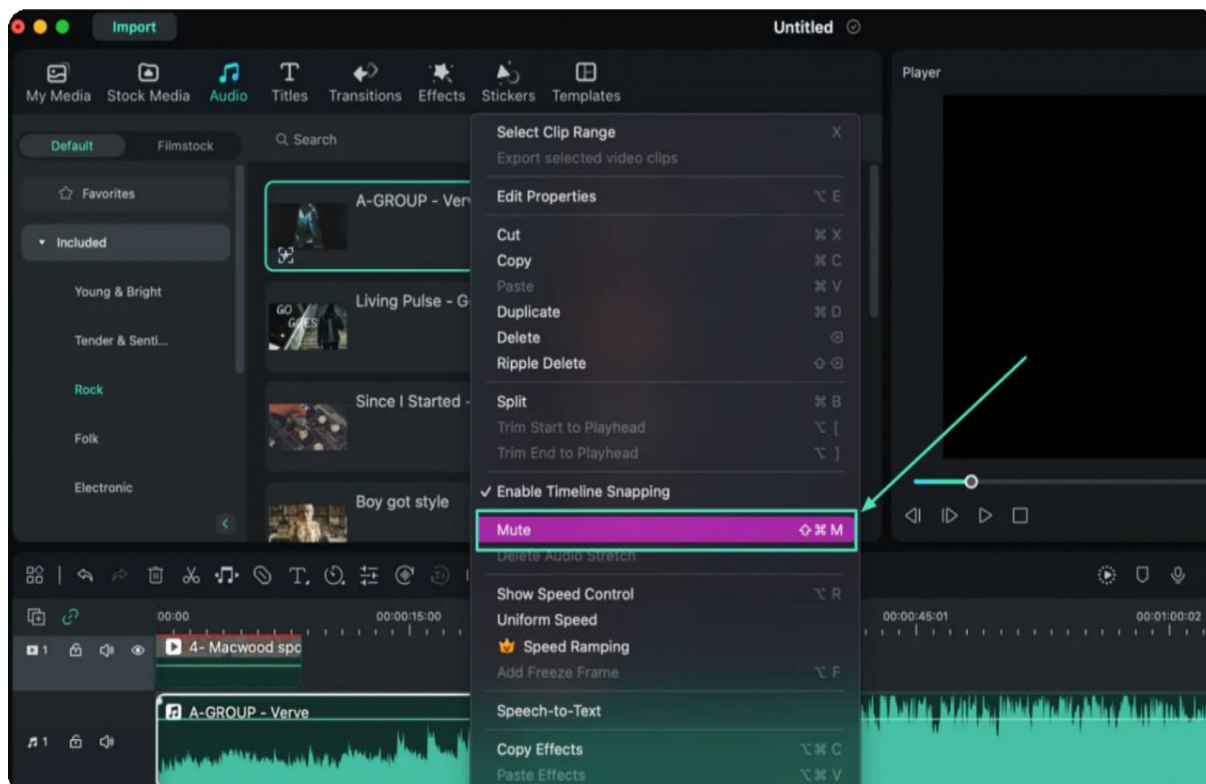 Import
Untitled
My Media
Stock Media
Audio
Titles
Transitions
Effects
Stickers
Templates
Player
Default
Filmstock
Search
Favorites
Included
Young & Bright
Tender & Senti...
Rock
Folk
Electronic
A-GROUP - Ver
Living Pulse - G
GO
GOES
Since I Started -
Boy got style
Select Clip Range X
Export selected video clips
Edit Properties ⌥ E
Cut ⌘ X
Copy ⌘ C
Paste ⌘ V
Duplicate ⌘ D
Delete ⌫
Ripple Delete ⇧ ⌫
Split ⌘ B
Trim Start to Playhead ⌥ [
Trim End to Playhead ⌥ ]
✓ Enable Timeline Snapping
Mute ⇧ ⌘ M
Delete Audio Stretch
Show Speed Control ⌥ R
Uniform Speed
Speed Ramping
Add Freeze Frame ⌥ F
Speech-to-Text
Copy Effects ⌥ ⌘ C
Paste Effects ⌥ ⌘ V
00:00
00:00:15:00
00:00:45:01
00:01:00:02
1
4- Macwood spc
A-GROUP - Verve
1